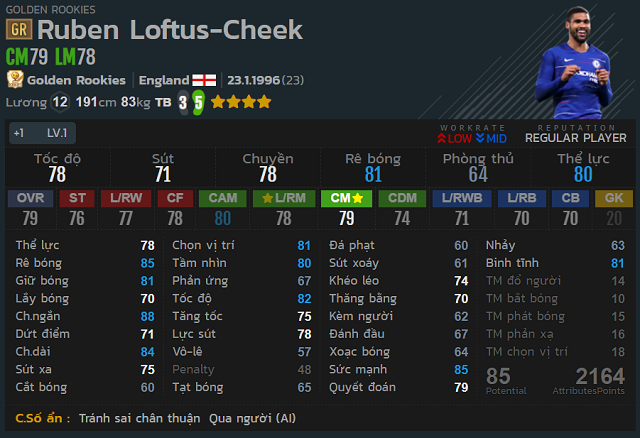 GOLDEN ROOKIES
GR Ruben Loftus-Cheek
CM79 LM78
Golden Rookies England 23.1.1996(23)
Lương 12 191cm 83kg TB 3 5
+1 LV.1
WORKRATE REPUTATION
LOW MID REGULAR PLAYER
Tốc độ Sút Chuyền Rê bóng Phòng thủ Thể lực
78 71 78 81 64 80
OVR ST L/RW CF CAM L/RM CM CDM L/RWB L/RB CB GK
79 76 77 78 80 78 79 74 71 70 70 20
Thể lực 78 Chọn vị trí 81 Đá phạt 60 Nhảy 63
Rê bóng 85 Tầm nhìn 80 Sút xoáy 61 Bình tĩnh 81
Giữ bóng 81 Phản ứng 67 Khéo léo 74 TM đổ người 14
Lấy bóng 70 Tốc độ 82 Thăng bằng 70 TM bắt bóng 10
Ch.ngắn 88 Tăng tốc 75 Kèm người 62 TM phát bóng 15
Dứt điểm 71 Lực sút 78 Đánh đầu 67 TM phản xạ 16
Ch.dài 84 Vô-lê 57 Xoạc bóng 64 TM chọn vị trí 18
Sút xa 75 Penalty 48 Sức mạnh 85 85 2164
Cắt bóng 60 Tạt bóng 65 Quyết đoán 79 Potential AttributesPoints
C.Số ẩn : Tránh sai chân thuận Qua người (AI)